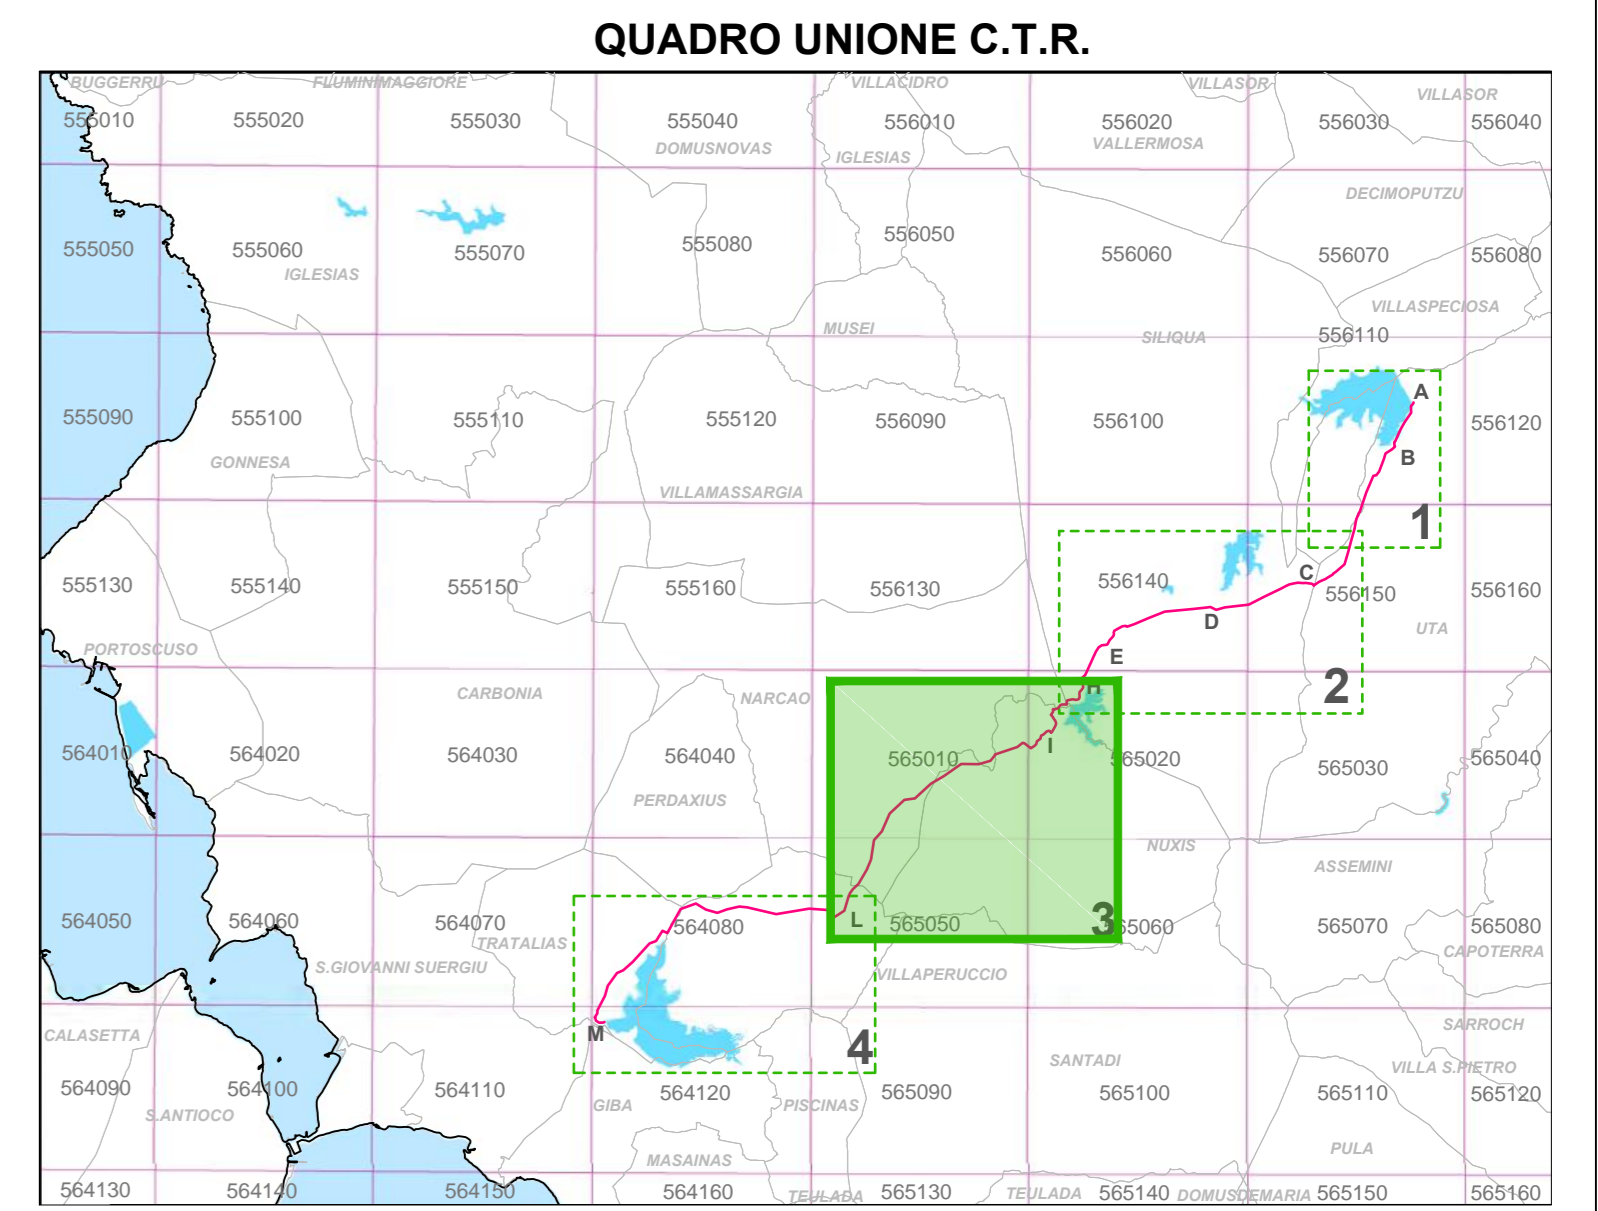 QUADRO UNIONE C.T.R.
BUGGERRU FLUMINIMAGGIORE VILLACIDRO VILLASOR VILLASOR
555010 555020 555030 555040 556010 556020 556030 556040
DOMUSNOVAS IGLESIAS VALLERMOSA
DECIMOPUTZU
555050 555060 555070 555080 556050 556060 556070 556080
IGLESIAS
VILLASPECIOSA
MUSEI SILIQUA 556110
A
555090 555100 555110 555120 556090 556100 556120
GONNESA B
VILLAMASSARGIA
1
555130 555140 555150 555160 556130 556140 C 556150 556160
D UTA
PORTOSCUSO E
CARBONIA NARCAO H 2
564010 564020 564030 564040 565010 I 565020 565030 565040
PERDAXIUS
NUXIS
ASSEMINI
564050 564060 564070 564080 L 565050 3 565060 565070 565080
TRATALIAS CAPOTERRA
S.GIOVANNI SUERGIU VILLAPERUCCIO
CALASETTA M 4 SARROCH
SANTADI VILLA S.PIETRO
564090 564100 564110 564120 565090 565100 565110 565120
S.ANTIOCO GIBA PISCINAS
MASAINAS PULA
564130 564140 564150 564160 TEULADA 565130 TEULADA 565140 DOMUSDEMARIA 565150 565160